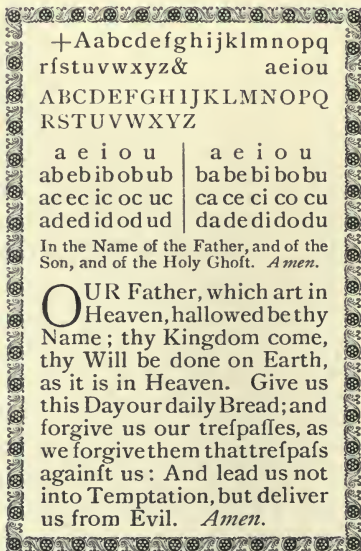 +Aabcdefghijklmnopq
rſstuvwxyz& aeiou
ABCDEFGHIJKLMNOPQ
RSTUVWXYZ
a e i o u a e i o u
ab eb ib ob ub ba be bi bo bu
ac ec ic oc uc ca ce ci co cu
ad ed id od ud da de di do du
In the Name of the Father, and of the
Son, and of the Holy Ghoſt. Amen.
OUR Father, which art in
Heaven, hallowed be thy
Name; thy Kingdom come,
thy Will be done on Earth,
as it is in Heaven. Give us
this Day our daily Bread; and
forgive us our treſpaſſes, as
we forgive them that treſpaſs
againſt us: And lead us not
into Temptation, but deliver
us from Evil. Amen.